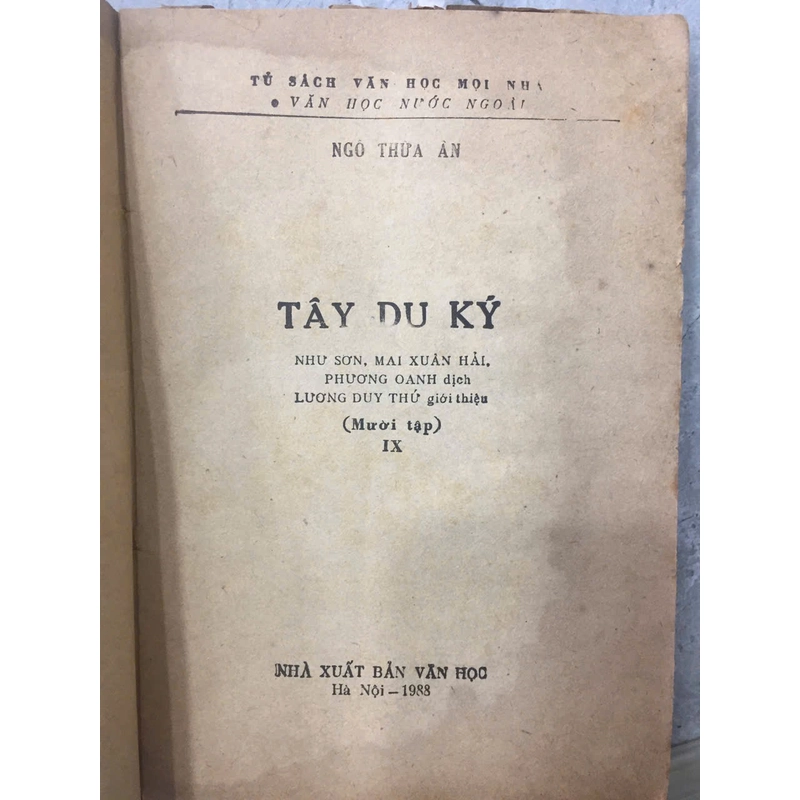 TỦ SÁCH VĂN HỌC MỌI NHÀ
● VĂN HỌC NƯỚC NGOÀI
NGÔ THỪA ÂN
TÂY DU KÝ
NHƯ SƠN, MAI XUÂN HẢI,
PHƯƠNG OANH dịch
LƯƠNG DUY THỨ giới thiệu
(Mười tập)
IX
NHÀ XUẤT BẢN VĂN HỌC
Hà Nội – 1988